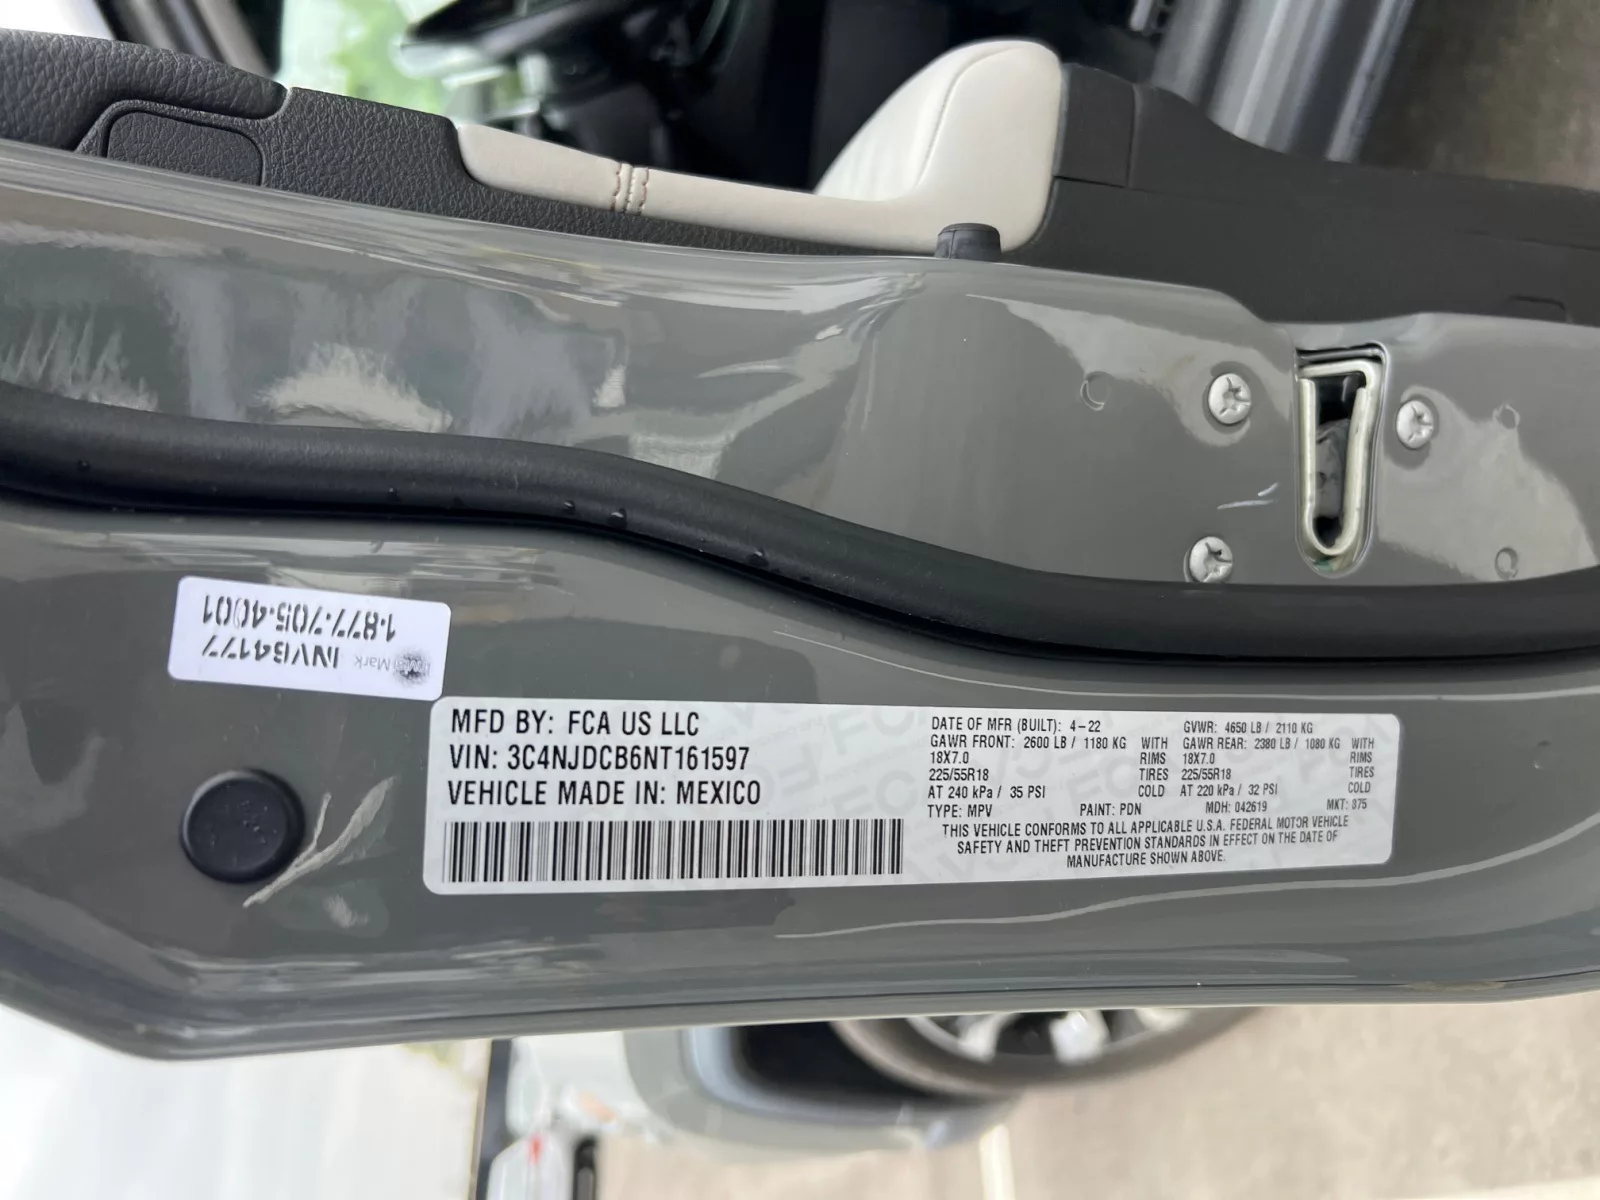 MFD BY: FCA US LLC
VIN: 3C4NJDCB6NT161597
VEHICLE MADE IN: MEXICO
DATE OF MFR (BUILT): 4-22 GVWR: 4650 LB / 2110 KG
GAWR FRONT: 2600 LB / 1180 KG WITH GAWR REAR: 2380 LB / 1080 KG WITH
18X7.0 RIMS 18X7.0 RIMS
225/55R18 TIRES 225/55R18 TIRES
AT 240 kPa / 35 PSI COLD AT 220 kPa / 32 PSI COLD
TYPE: MPV PAINT: PDN MDH: 042619 MKT: 875
THIS VEHICLE CONFORMS TO ALL APPLICABLE U.S.A. FEDERAL MOTOR VEHICLE
SAFETY AND THEFT PREVENTION STANDARDS IN EFFECT ON THE DATE OF
MANUFACTURE SHOWN ABOVE.
Mark INV64177
1-877-705-4001